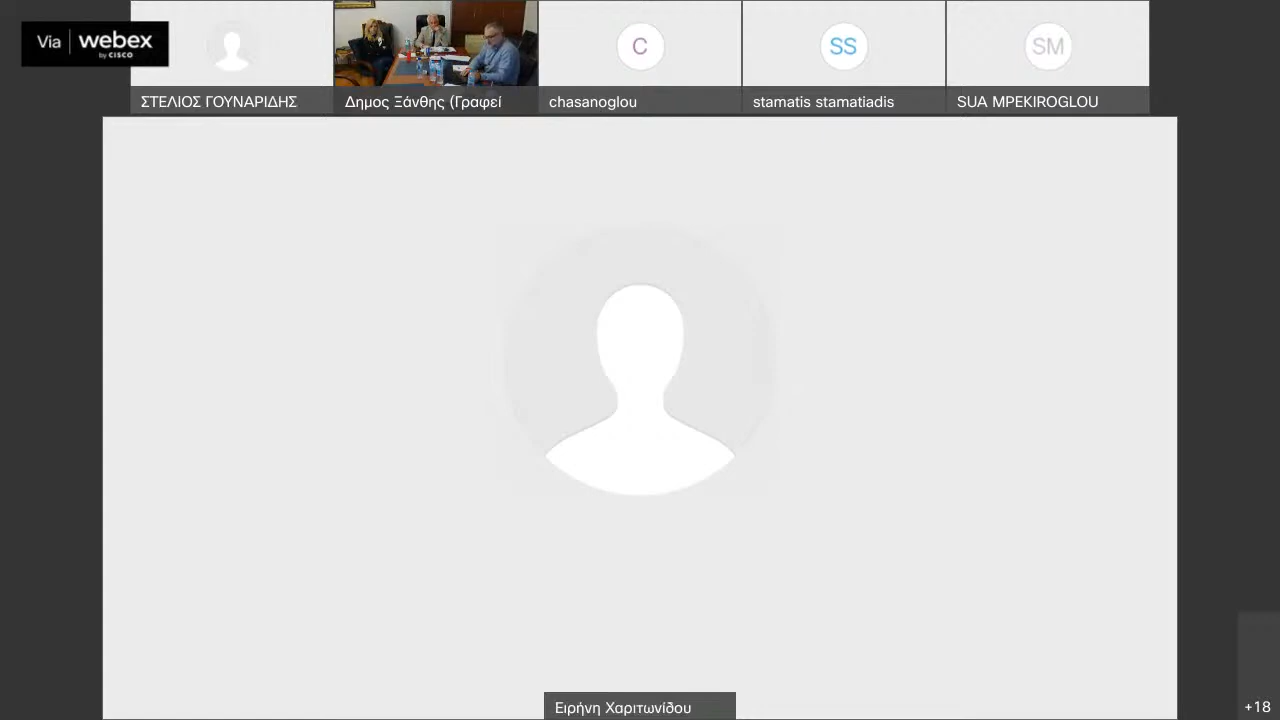 Via webex
by CISCO
ΣΤΕΛΙΟΣ ΓΟΥΝΑΡΙΔΗΣ
Δημος Ξάνθης (Γραφεί
C
chasanoglou
SS
stamatis stamatiadis
SM
SUA MPEKIROGLOU
Ειρήνη Χαριτωνίδου
+18